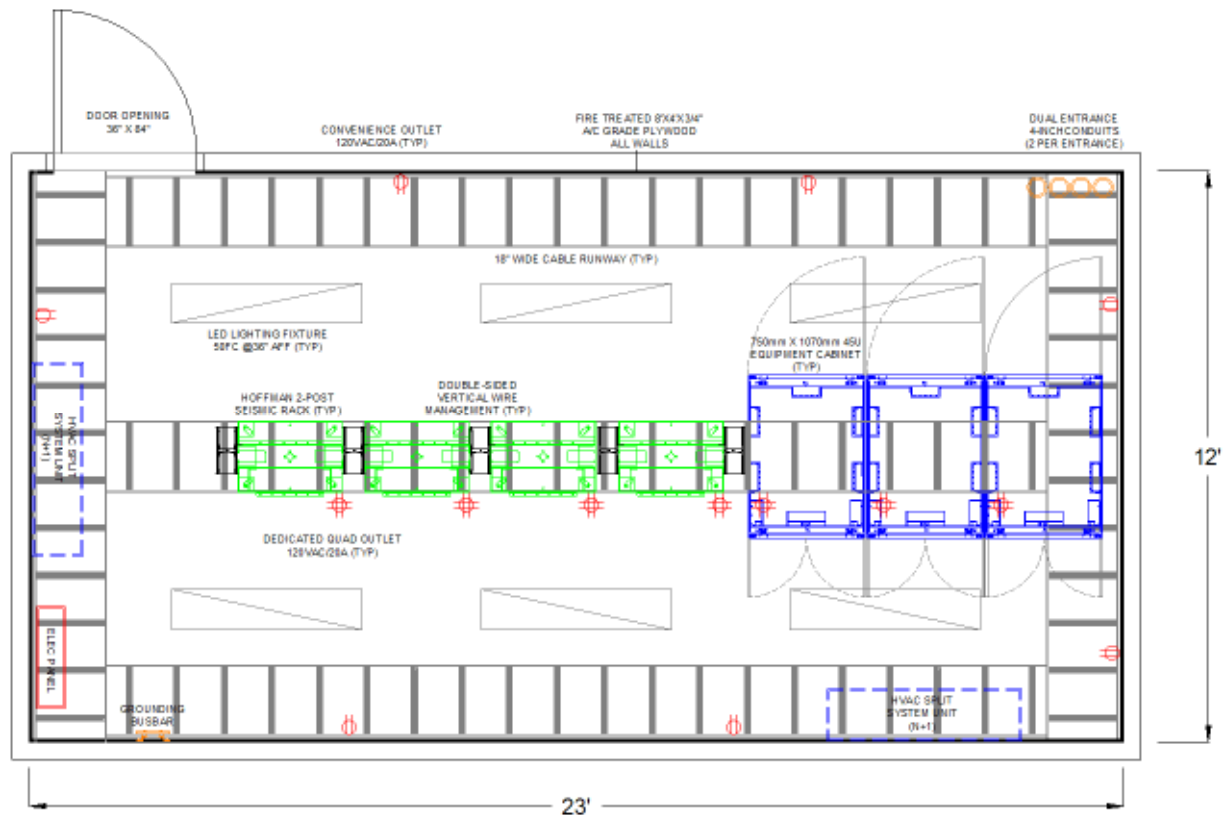 DOOR OPENING
36" X 84"
CONVENIENCE OUTLET
120VAC/20A (TYP)
FIRE TREATED 8'X4'X3/4"
A/C GRADE PLYWOOD
ALL WALLS
DUAL ENTRANCE
4-INCHCONDUITS
(2 PER ENTRANCE)
18" WIDE CABLE RUNWAY (TYP)
LED LIGHTING FIXTURE
50FC @36" AFF (TYP)
750mm X 1070mm 45U
EQUIPMENT CABINET
(TYP)
HOFFMAN 2-POST
SEISMIC RACK (TYP)
DOUBLE-SIDED
VERTICAL WIRE
MANAGEMENT (TYP)
HVAC SPLIT
SYSTEM UNIT
(N+1)
12'
DEDICATED QUAD OUTLET
120VAC/20A (TYP)
ELEC PANEL
GROUNDING
BUSBAR
HVAC SPLIT
SYSTEM UNIT
(N+1)
23'